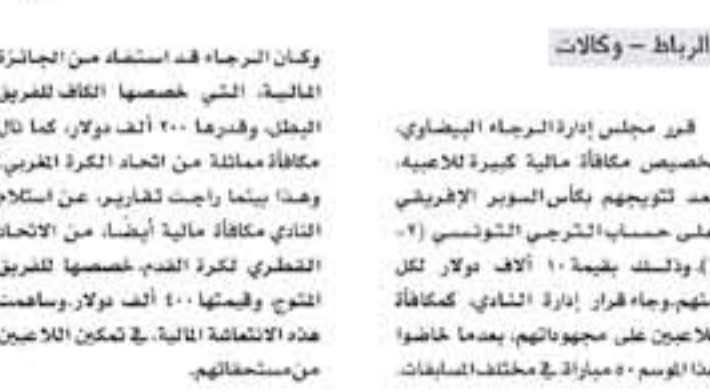 الرباط – وكالات
قرر مجلس إدارة الرجاء البيضاوي،
تخصيص مكافأة مالية كبيرة للاعبيه،
بعد تتويجهم بكأس السوبر الإفريقي
على حساب الترجي التونسي (٢-
١)، وذلك بقيمة ١٠ آلاف دولار لكل
منهم. وجاء قرار إدارة النادي، كمكافأة
للاعبين على مجهوداتهم، بعدما خاضوا
هذا الموسم ٥٠ مباراة في مختلف المسابقات.
وكان الرجاء قد استفاد من الجائزة
المالية، التي خصصها الكاف للفريق
البطل، وقدرها ٢٠٠ ألف دولار، كما نال
مكافأة مماثلة من اتحاد الكرة المغربي.
وهذا بينما راجت تقارير، عن استلام
النادي مكافأة مالية أيضًا، من الاتحاد
القطري لكرة القدم، خصصها للفريق
المتوج، وقيمتها ٤٠٠ ألف دولار. وساهمت
هذه الانتعاشة المالية، في تمكين اللاعبين
من مستحقاتهم.